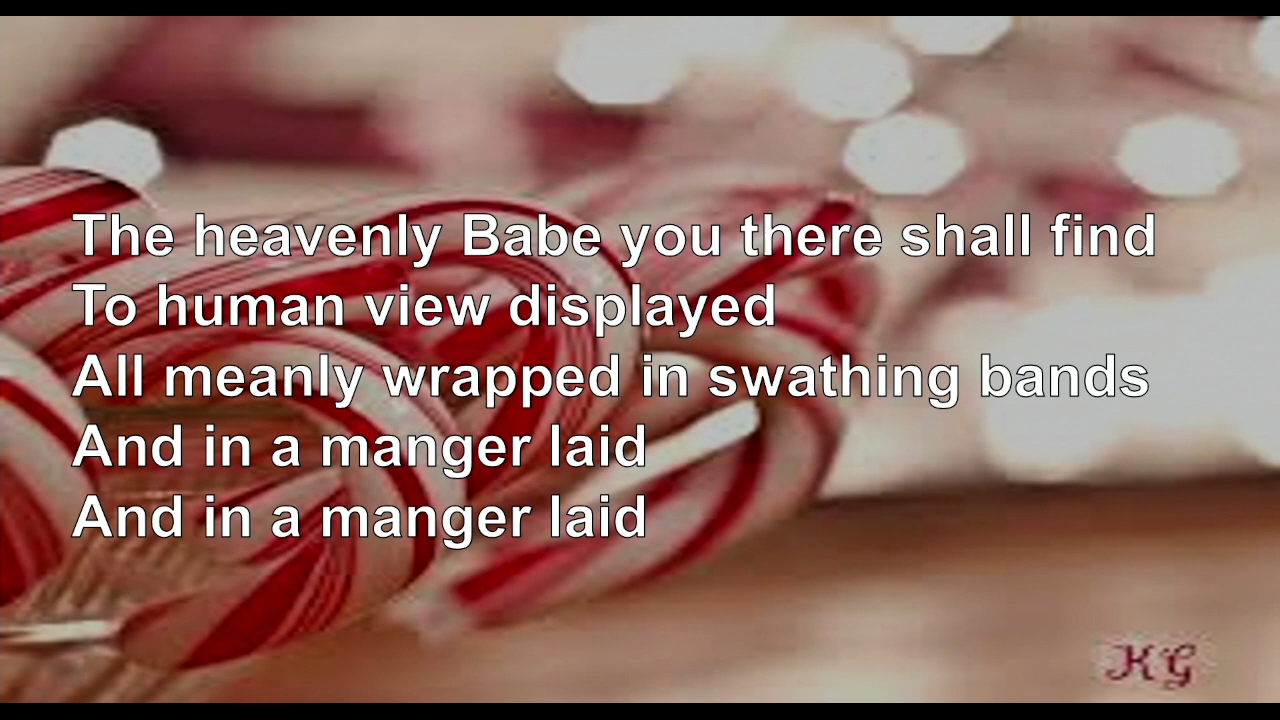 The heavenly Babe you there shall find
To human view displayed
All meanly wrapped in swathing bands
And in a manger laid
And in a manger laid
KG